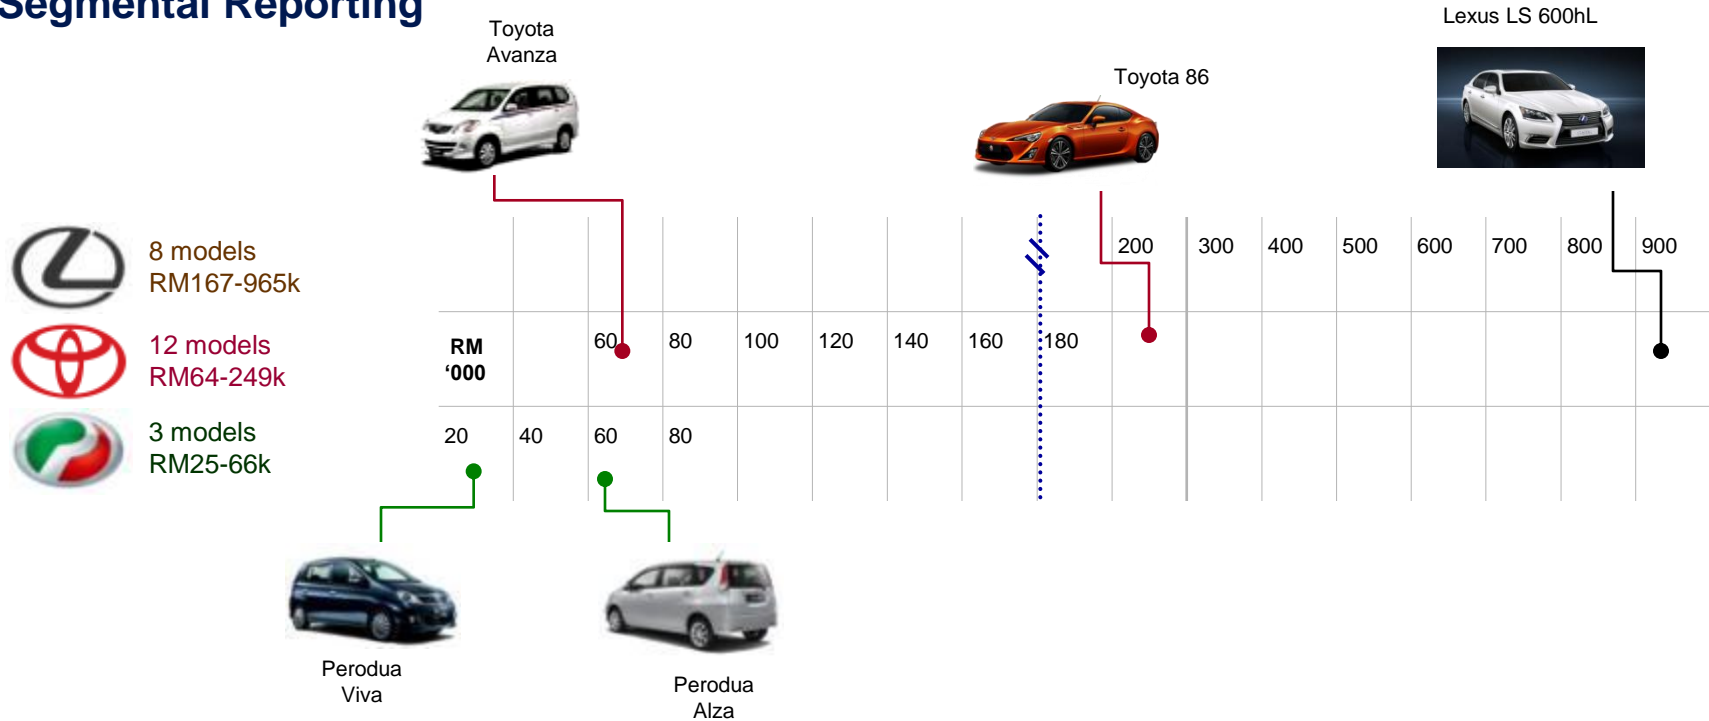 Segmental Reporting
Toyota
Avanza
Toyota 86
Lexus LS 600hL
8 models
RM167-965k
200 300 400 500 600 700 800 900
12 models
RM64-249k
RM
‘000
60 80 100 120 140 160 180
3 models
RM25-66k
20 40 60 80
Perodua
Viva
Perodua
Alza